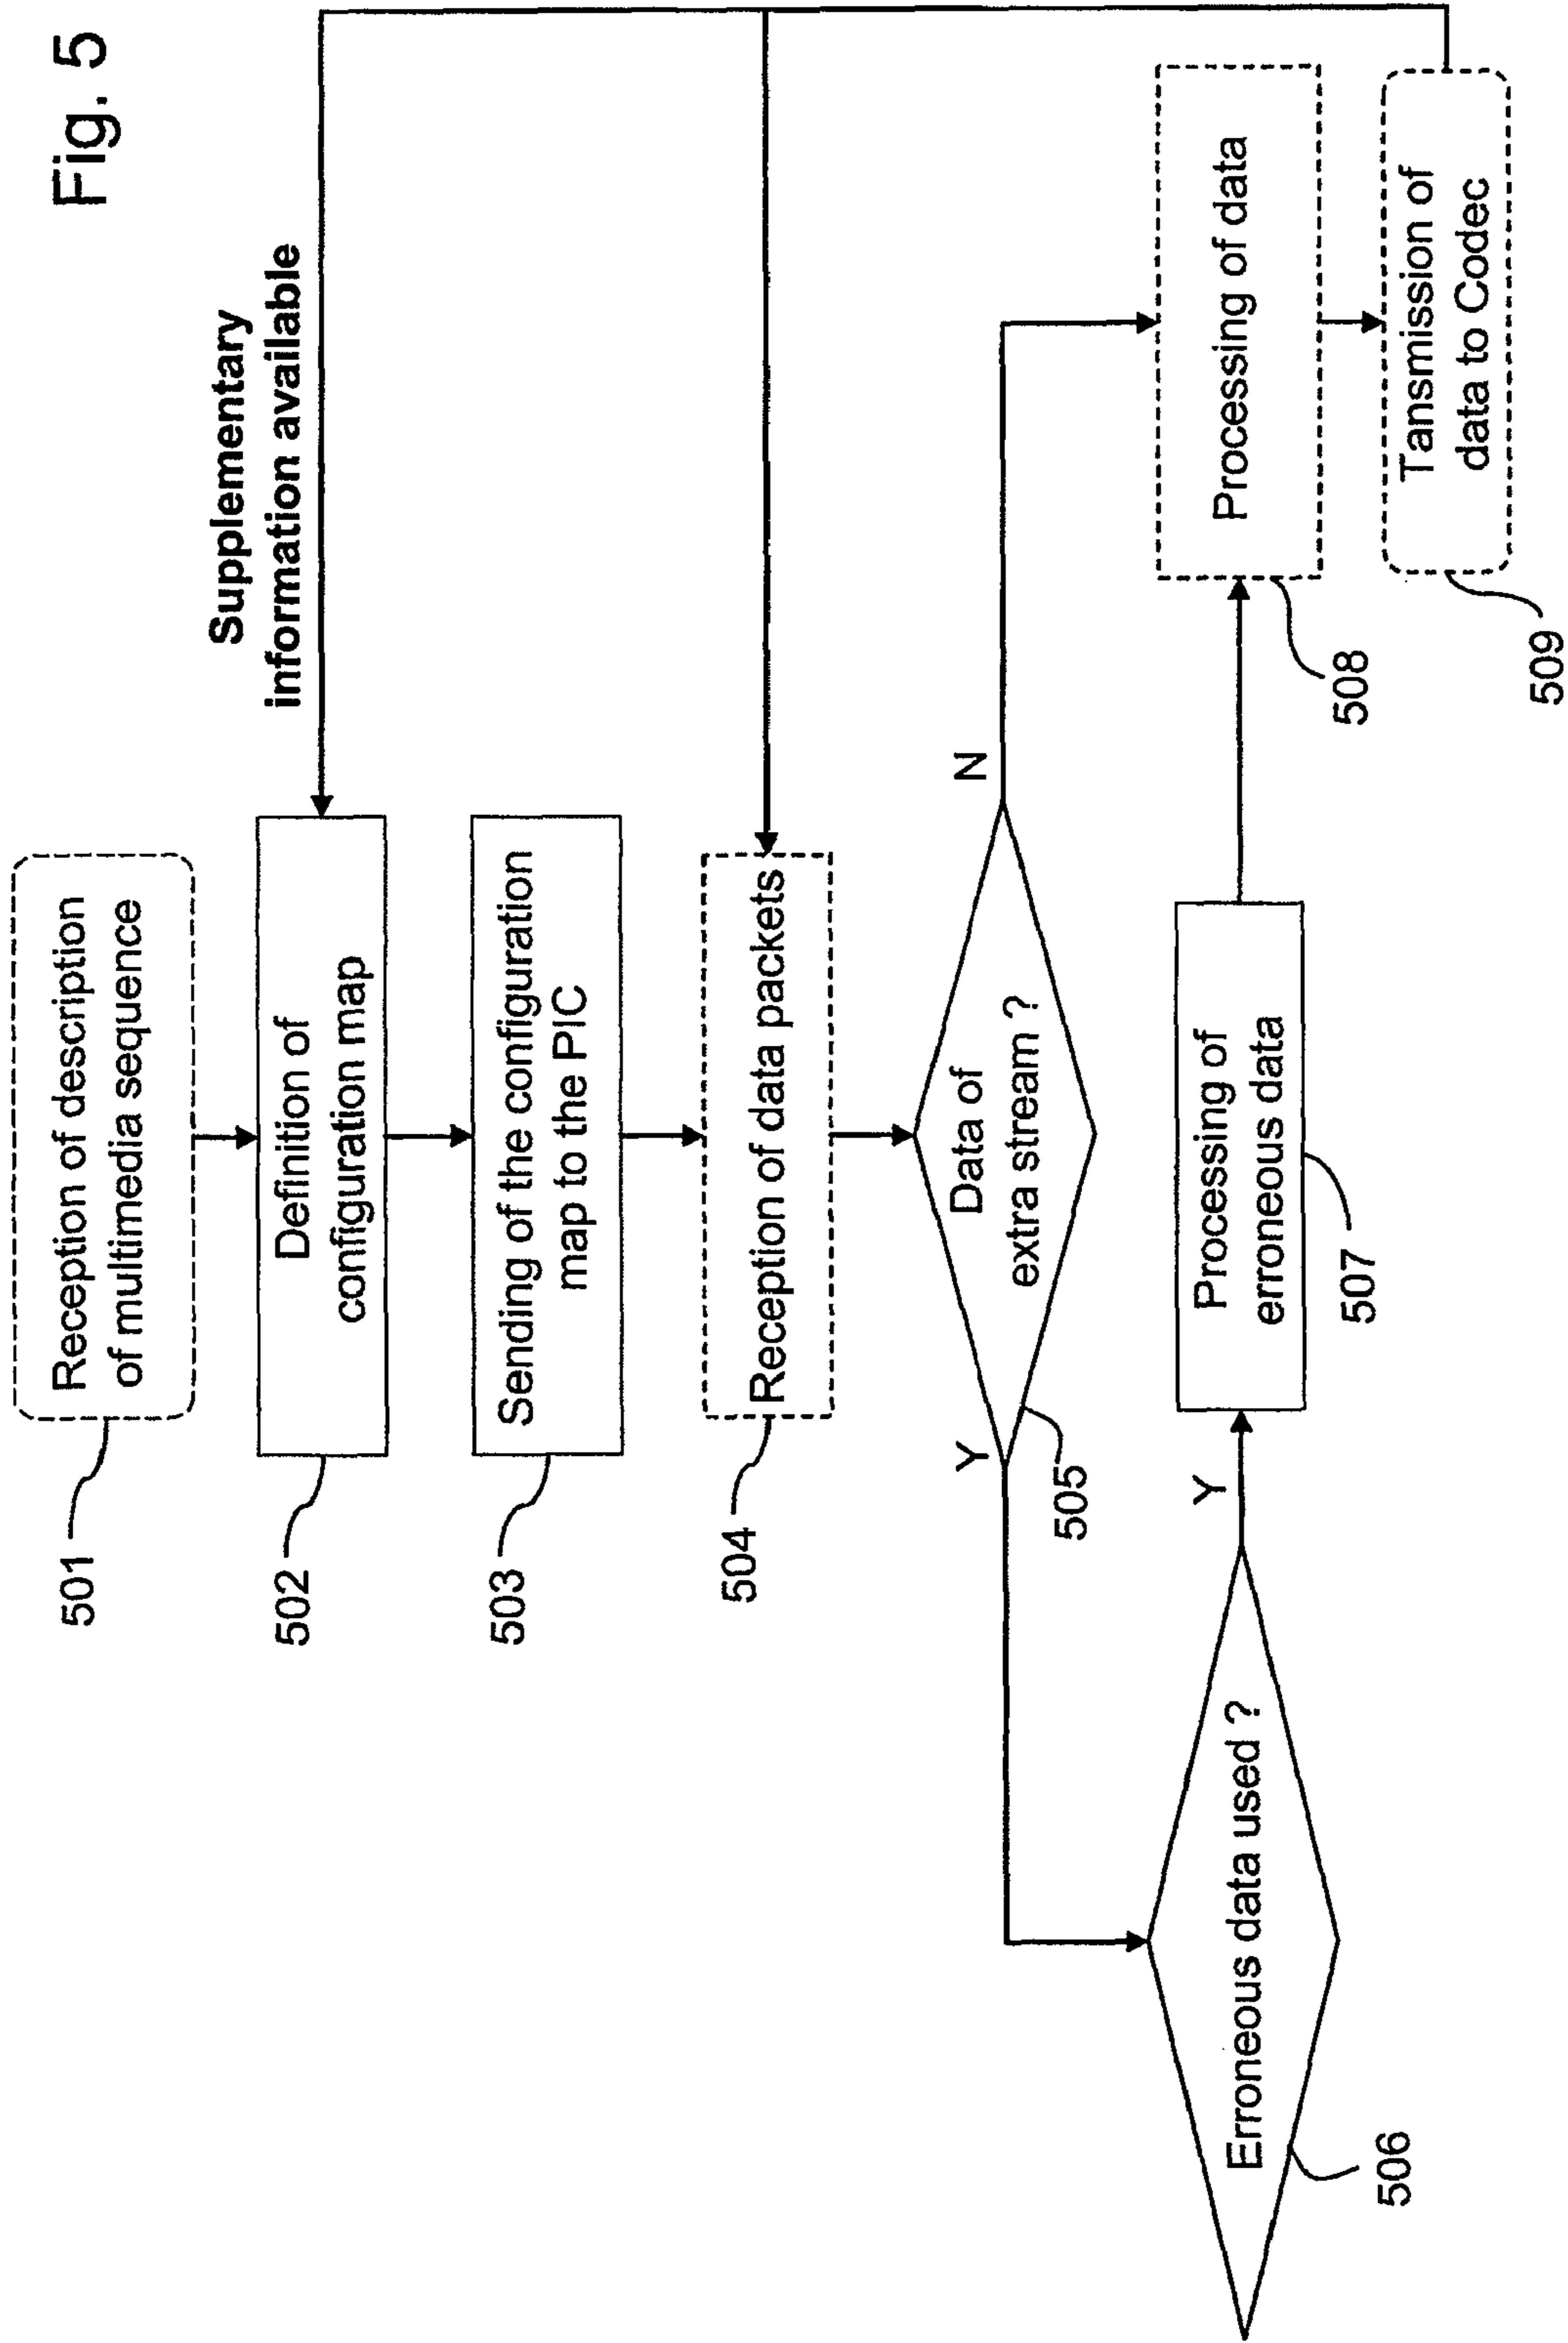 Fig. 5
Supplementary
information available
Reception of description
of multimedia sequence
501
Definition of
configuration map
502
Sending of the configuration
map to the PIC
503
Reception of data packets
504
Data of
extra stream ?
Y
N
505
Erroneous data used ?
Y
506
Processing of
erroneous data
507
Processing of data
508
Tansmission of
data to Codec
509